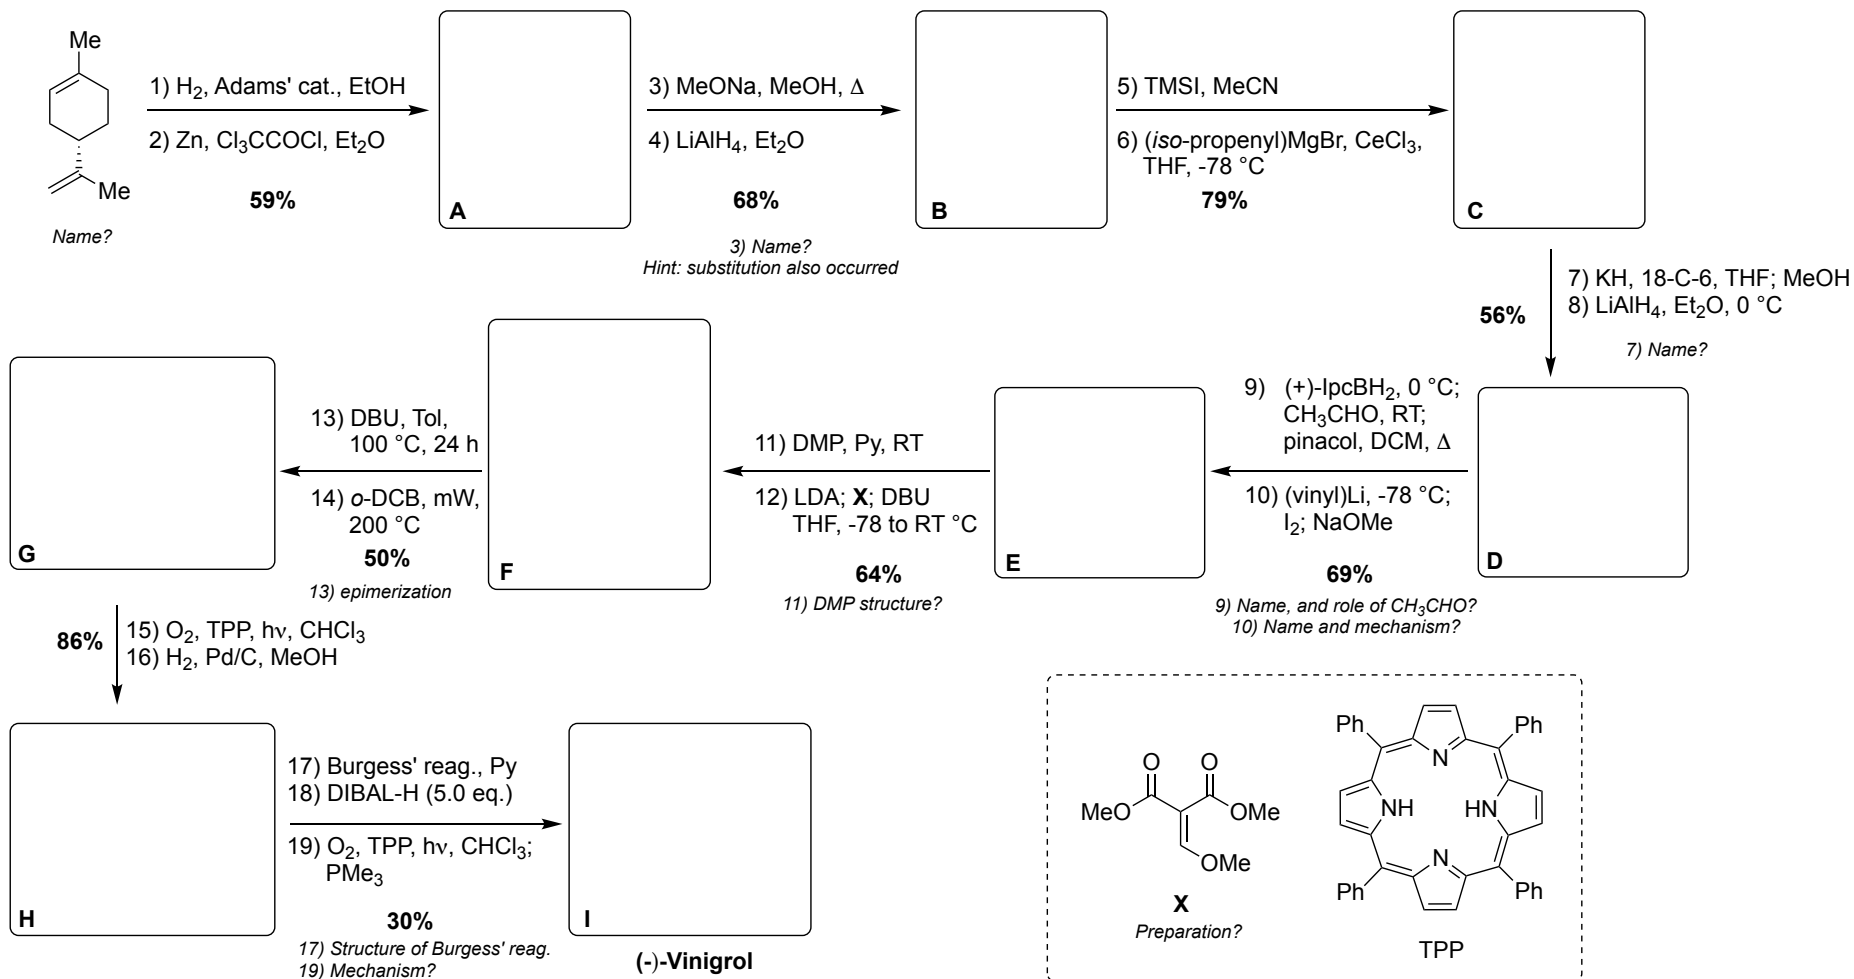 Me
Me
Name?
1) H₂, Adams' cat., EtOH
2) Zn, Cl₃CCOCl, Et₂O
59%
A
3) MeONa, MeOH, Δ
4) LiAlH₄, Et₂O
68%
3) Name?
Hint: substitution also occurred
B
5) TMSI, MeCN
6) (iso-propenyl)MgBr, CeCl₃,
THF, -78 °C
79%
C
7) KH, 18-C-6, THF; MeOH
8) LiAlH₄, Et₂O, 0 °C
56%
7) Name?
D
9) (+)-IpcBH₂, 0 °C;
CH₃CHO, RT;
pinacol, DCM, Δ
10) (vinyl)Li, -78 °C;
I₂; NaOMe
69%
9) Name, and role of CH₃CHO?
10) Name and mechanism?
E
11) DMP, Py, RT
12) LDA; X; DBU
THF, -78 to RT °C
64%
11) DMP structure?
F
13) DBU, Tol,
100 °C, 24 h
14) o-DCB, mW,
200 °C
50%
13) epimerization
G
86%
15) O₂, TPP, hν, CHCl₃
16) H₂, Pd/C, MeOH
H
17) Burgess' reag., Py
18) DIBAL-H (5.0 eq.)
19) O₂, TPP, hν, CHCl₃;
PMe₃
30%
17) Structure of Burgess' reag.
19) Mechanism?
I
(-)-Vinigrol
O
O
MeO
OMe
OMe
X
Preparation?
Ph
Ph
N
NH
HN
N
Ph
Ph
TPP